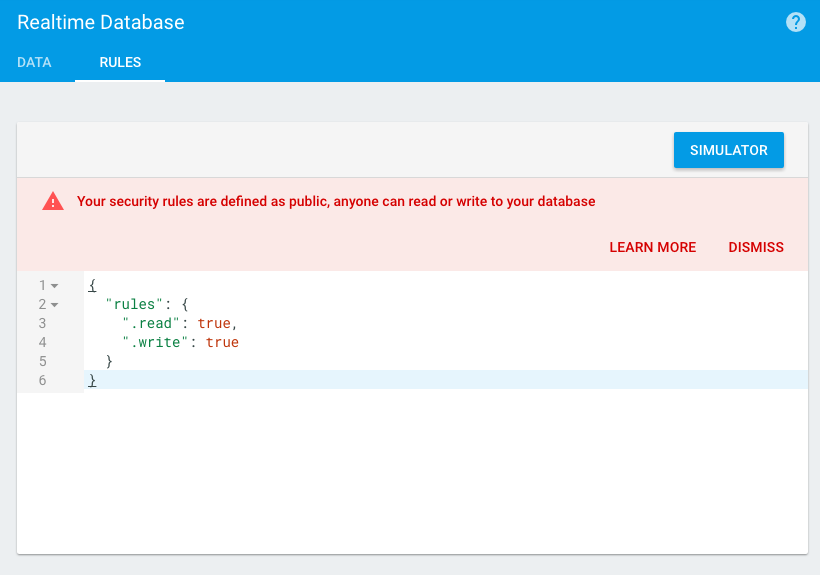 Realtime Database
?
DATA RULES
SIMULATOR
Your security rules are defined as public, anyone can read or write to your database
LEARN MORE DISMISS
1 {
2 "rules": {
3 ".read": true,
4 ".write": true
5 }
6 }